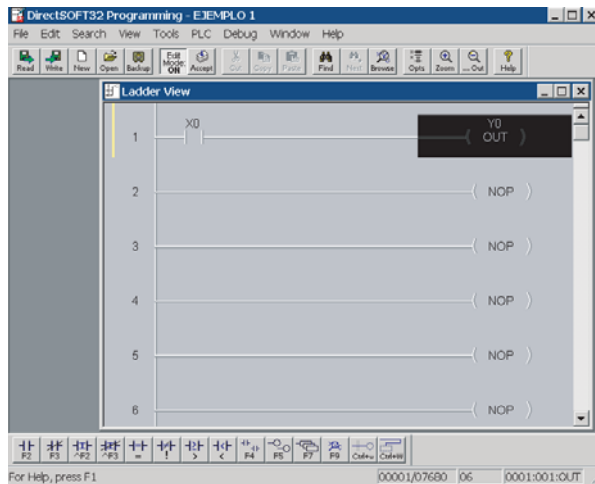 DirectSOFT32 Programming - EJEMPLO 1
File Edit Search View Tools PLC Debug Window Help
Read Write New Open Backup Edit Mode: ON Accept Cut Copy Paste Find Next Browse Opts Zoom ... Out Help
Ladder View
X0 Y0
1 OUT
2 NOP
3 NOP
4 NOP
5 NOP
6 NOP
F2 F3 ^F2 ^F3 = ! > < F4 F5 F7 F9 Ctrl+u Ctrl+W
For Help, press F1 00001/07680 06 0001:001:OUT